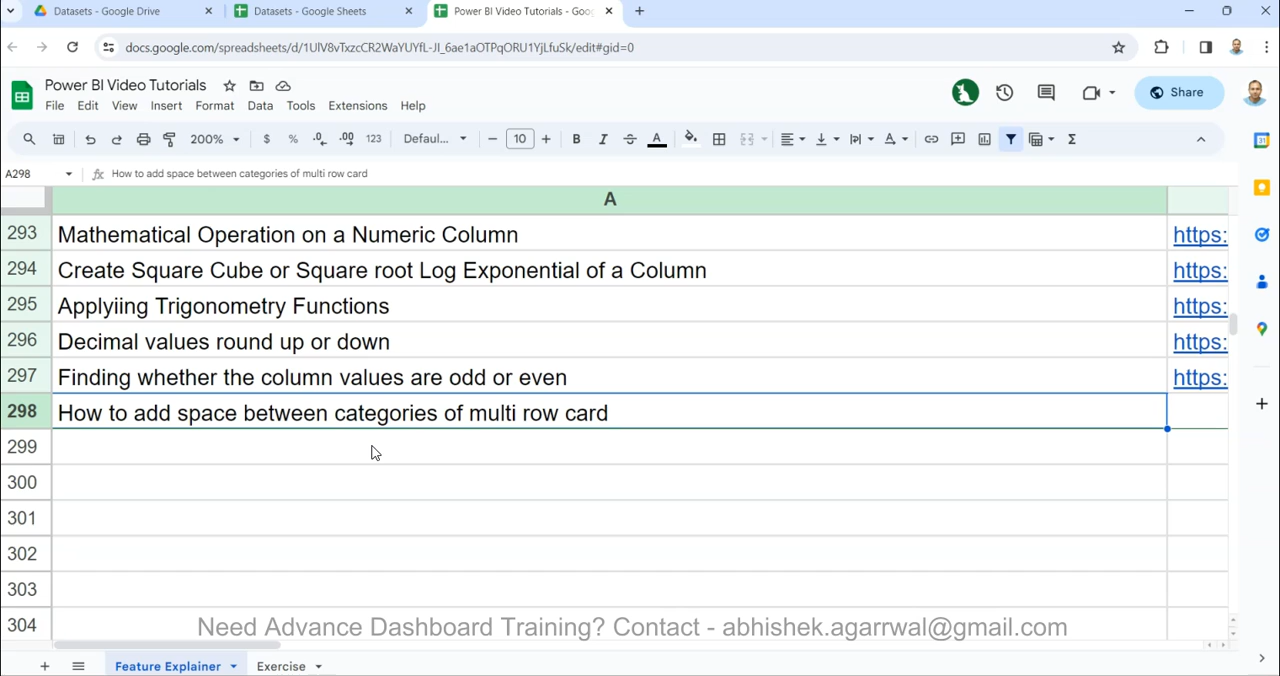 Datasets - Google Drive
Datasets - Google Sheets
Power BI Video Tutorials - Goo
docs.google.com/spreadsheets/d/1UlV8vTxzcCR2WaYUYfL-JI_6ae1aOTPqORU1YjLfuSk/edit#gid=0
Power BI Video Tutorials
File Edit View Insert Format Data Tools Extensions Help
Share
200% $ % .0 .00 123 Defaul... 10 B I A
A298 fx How to add space between categories of multi row card
A
293 Mathematical Operation on a Numeric Column https:
294 Create Square Cube or Square root Log Exponential of a Column https:
295 Applyiing Trigonometry Functions https:
296 Decimal values round up or down https:
297 Finding whether the column values are odd or even https:
298 How to add space between categories of multi row card
299
300
301
302
303
304
Need Advance Dashboard Training? Contact - abhishek.agarrwal@gmail.com
Feature Explainer Exercise